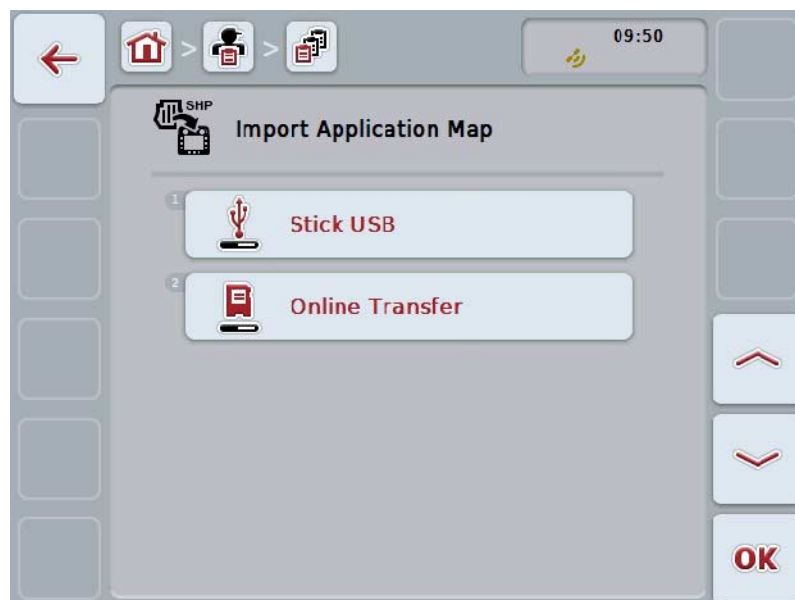 09:50
SHP
Import Application Map
1
Stick USB
2
Online Transfer
OK